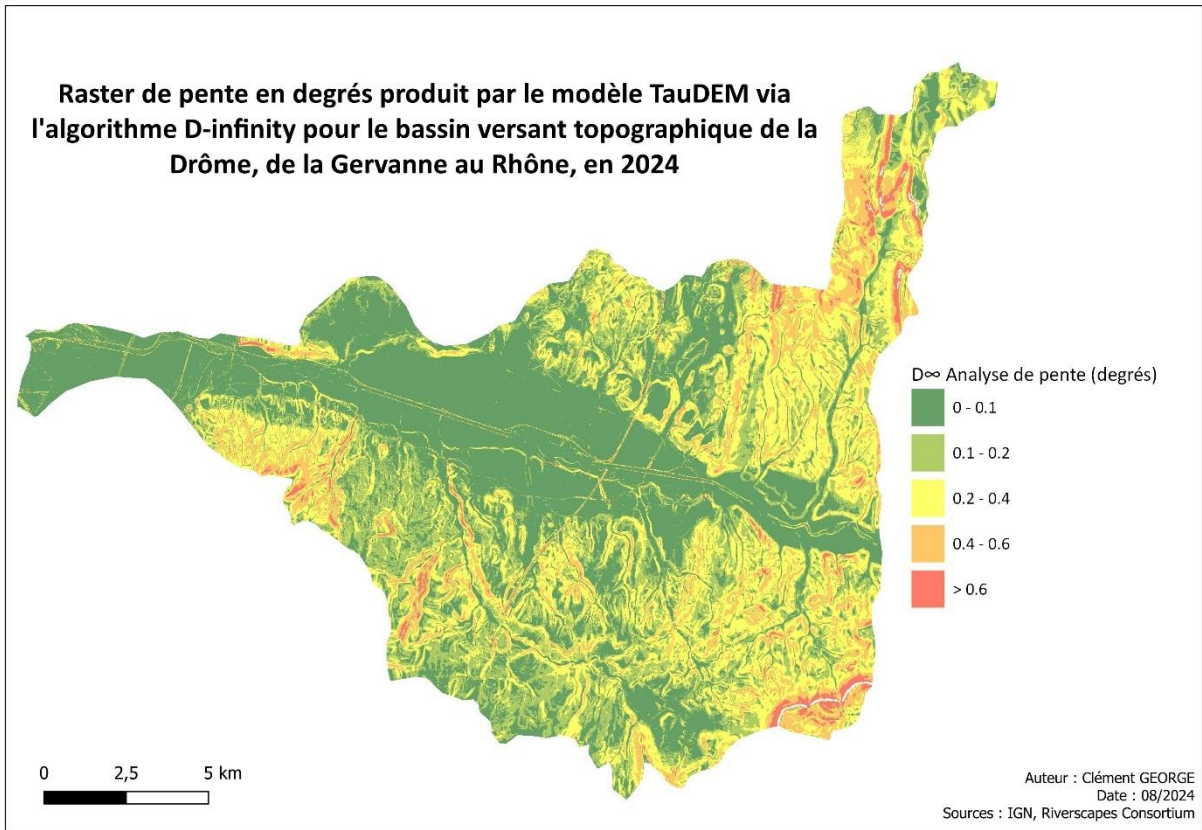 Raster de pente en degrés produit par le modèle TauDEM via
l'algorithme D-infinity pour le bassin versant topographique de la
Drôme, de la Gervanne au Rhône, en 2024
D∞ Analyse de pente (degrés)
0 - 0.1
0.1 - 0.2
0.2 - 0.4
0.4 - 0.6
> 0.6
0 2,5 5 km
Auteur : Clément GEORGE
Date : 08/2024
Sources : IGN, Riverscapes Consortium